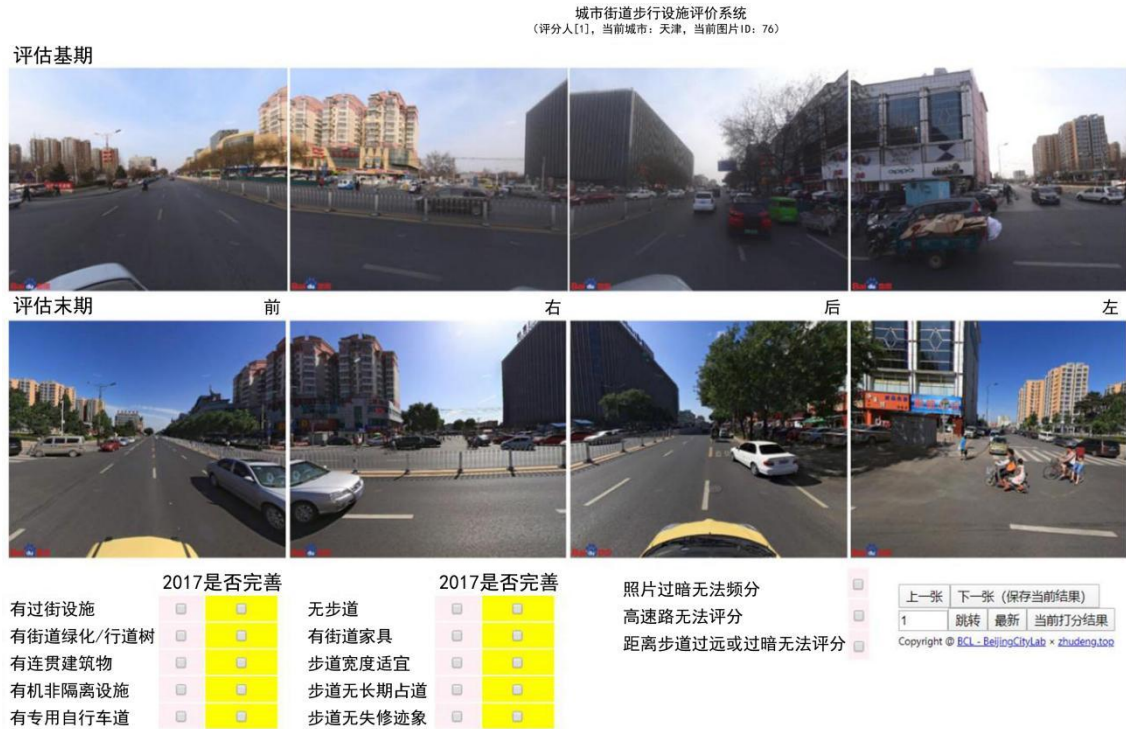 城市街道步行设施评价系统
(评分人[1], 当前城市: 天津, 当前图片ID: 76)
评估基期
评估末期 前 右 后 左
2017是否完善 2017是否完善
有过街设施 无步道 照片过暗无法频分
有街道绿化/行道树 有街道家具 高速路无法评分
有连贯建筑物 步道宽度适宜 距离步道过远或过暗无法评分
有机非隔离设施 步道无长期占道
有专用自行车道 步道无失修迹象
上一张 下一张 (保存当前结果)
1 跳转 最新 当前打分结果
Copyright @ BCL - BeijingCityLab × zhudeng.top